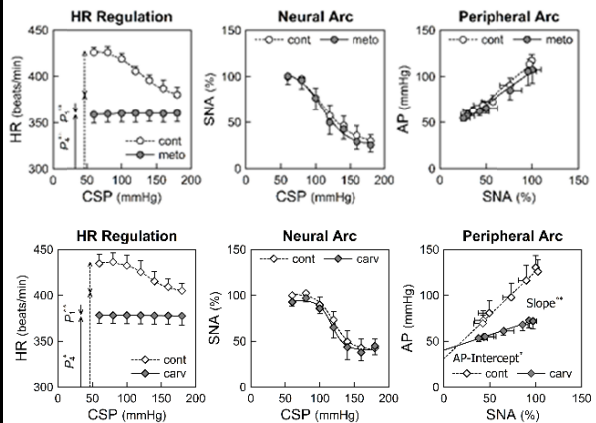 HR Regulation
Neural Arc
Peripheral Arc
450
400
350
300
HR (beats/min)
P₁**
P₄**
cont
meto
0
50
100
150
200
CSP (mmHg)
150
100
50
0
SNA (%)
cont
meto
0
50
100
150
200
CSP (mmHg)
150
100
50
0
AP (mmHg)
cont
meto
0
50
100
150
SNA (%)
HR Regulation
Neural Arc
Peripheral Arc
450
400
350
300
HR (beats/min)
cont
carv
0
50
100
150
200
CSP (mmHg)
150
100
50
0
SNA (%)
cont
carv
0
50
100
150
200
CSP (mmHg)
150
100
50
0
AP (mmHg)
Slope**
AP-Intercept*
cont
carv
0
50
100
150
SNA (%)